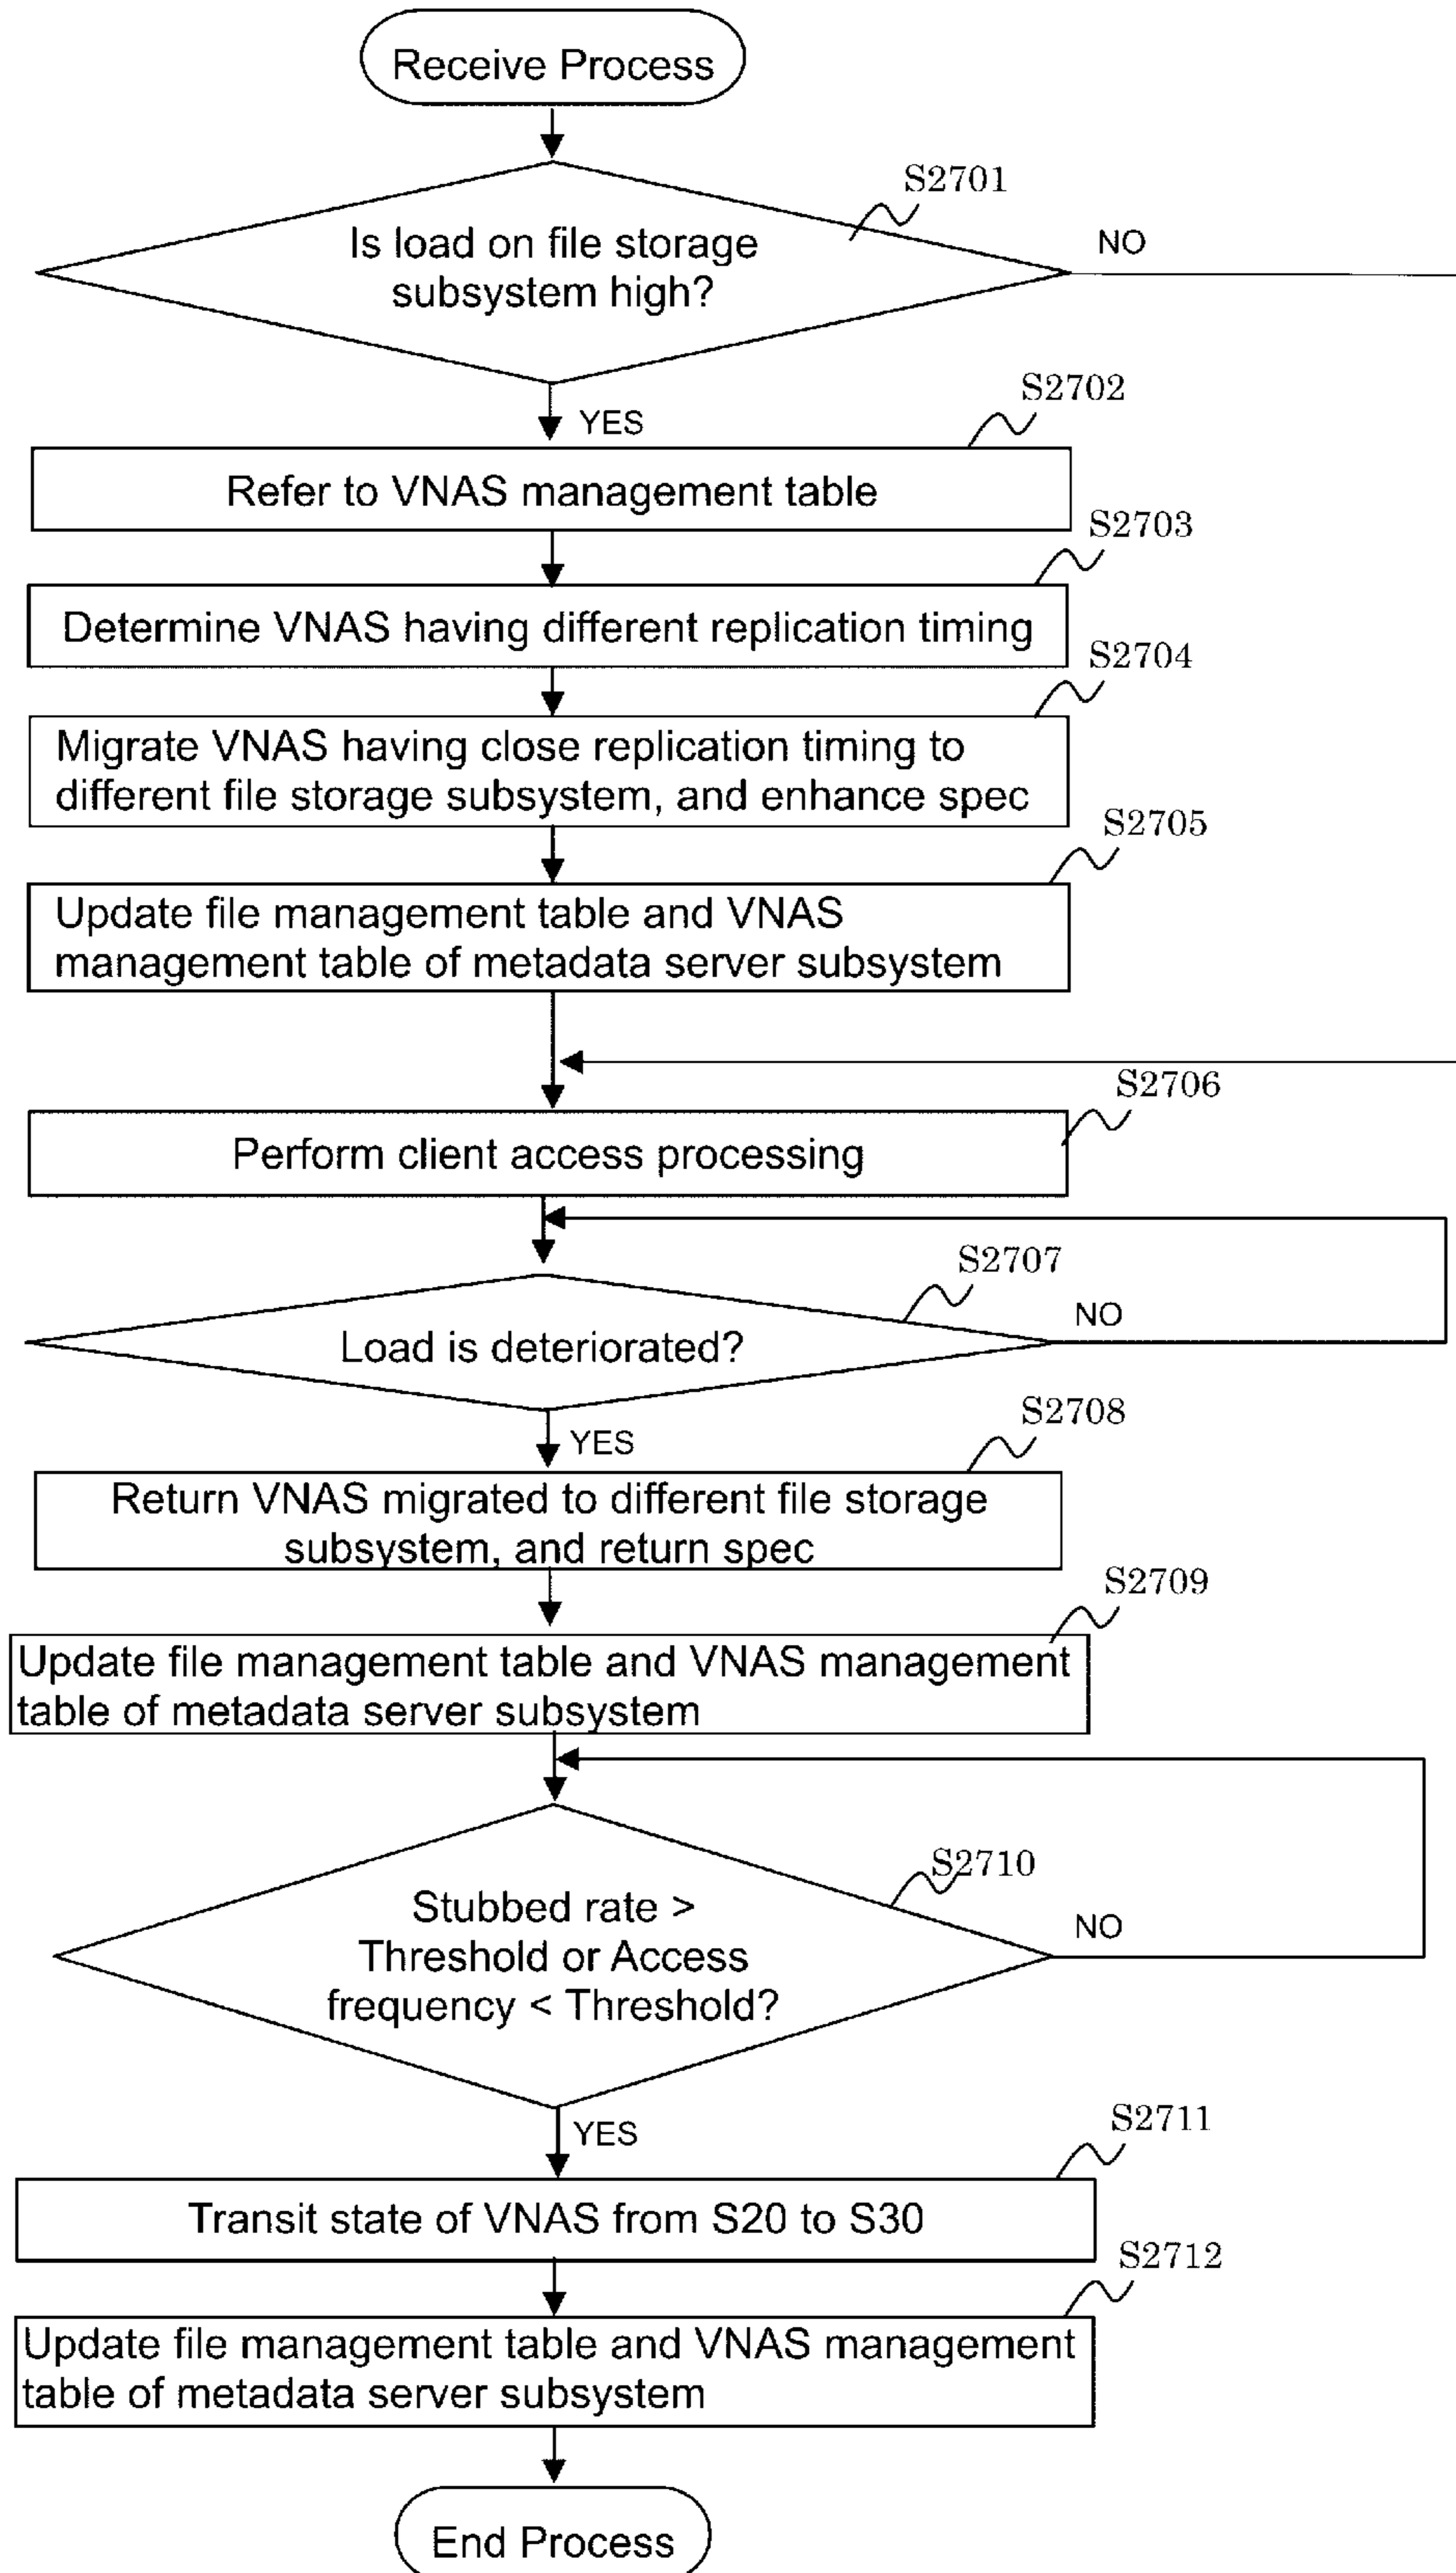 Receive Process
S2701
Is load on file storage
subsystem high?
NO
YES
S2702
Refer to VNAS management table
S2703
Determine VNAS having different replication timing
S2704
Migrate VNAS having close replication timing to
different file storage subsystem, and enhance spec
S2705
Update file management table and VNAS
management table of metadata server subsystem
S2706
Perform client access processing
S2707
Load is deteriorated?
NO
YES
S2708
Return VNAS migrated to different file storage
subsystem, and return spec
S2709
Update file management table and VNAS management
table of metadata server subsystem
S2710
Stubbed rate >
Threshold or Access
frequency < Threshold?
NO
YES
S2711
Transit state of VNAS from S20 to S30
S2712
Update file management table and VNAS management
table of metadata server subsystem
End Process